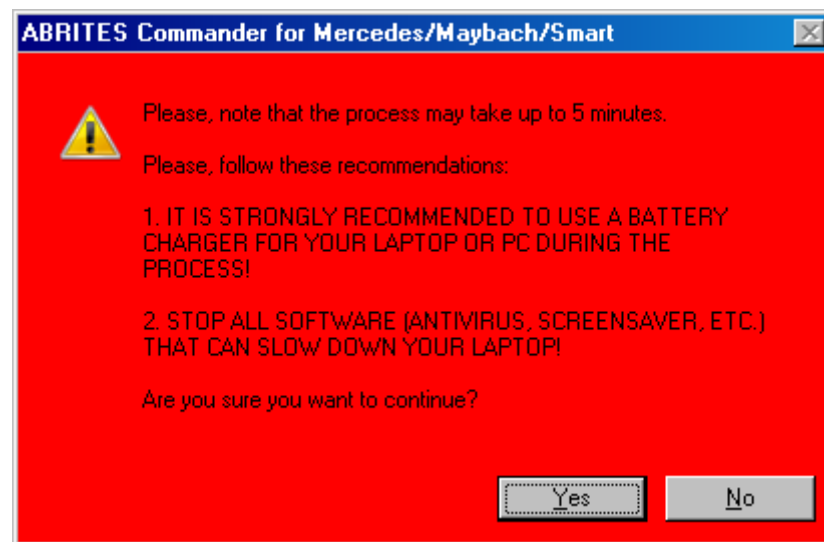 ABRITES Commander for Mercedes/Maybach/Smart
Please, note that the process may take up to 5 minutes.
Please, follow these recommendations:
1. IT IS STRONGLY RECOMMENDED TO USE A BATTERY
CHARGER FOR YOUR LAPTOP OR PC DURING THE
PROCESS!
2. STOP ALL SOFTWARE (ANTIVIRUS, SCREENSAVER, ETC.)
THAT CAN SLOW DOWN YOUR LAPTOP!
Are you sure you want to continue?
Yes No